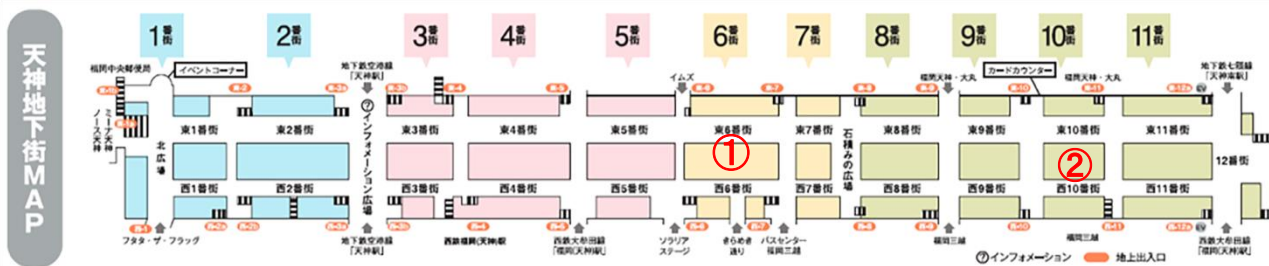 天神地下街MAP
1番街
2番街
3番街
4番街
5番街
6番街
7番街
8番街
9番街
10番街
11番街
福岡中央郵便局
イベントコーナー
地下鉄空港線
「天神駅」
イムズ
福岡天神・大丸
カードカウンター
福岡天神・大丸
地下鉄七隈線
「天神南駅」
ミーナ天神
ノース天神
北広場
?インフォメーション広場
石積みの広場
東1番街
東2番街
東3番街
東4番街
東5番街
東6番街
東7番街
東8番街
東9番街
東10番街
東11番街
①
②
12番街
西1番街
西2番街
西3番街
西4番街
西5番街
西6番街
西7番街
西8番街
西9番街
西10番街
西11番街
フタタ・ザ・フラッグ
地下鉄空港線
「天神駅」
西鉄福岡(天神)駅
西鉄大牟田線
「福岡(天神)駅」
ソラリア
ステージ
きらめき
通り
バスセンター
福岡三越
福岡三越
福岡三越
西鉄大牟田線
「福岡(天神)駅」
?インフォメーション
地上出入口